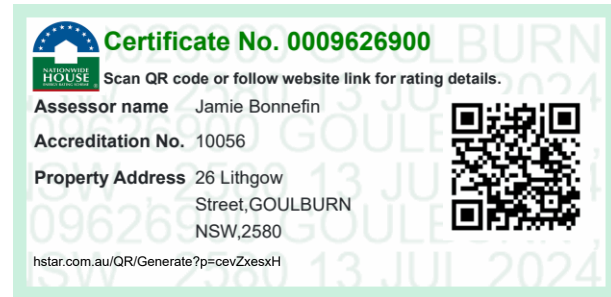 Certificate No. 0009626900
NATIONWIDE
HOUSE
ENERGY RATING SCHEME
Scan QR code or follow website link for rating details.
Assessor name Jamie Bonnefin
Accreditation No. 10056
Property Address 26 Lithgow
Street,GOULBURN
NSW,2580
hstar.com.au/QR/Generate?p=cevZxesxH